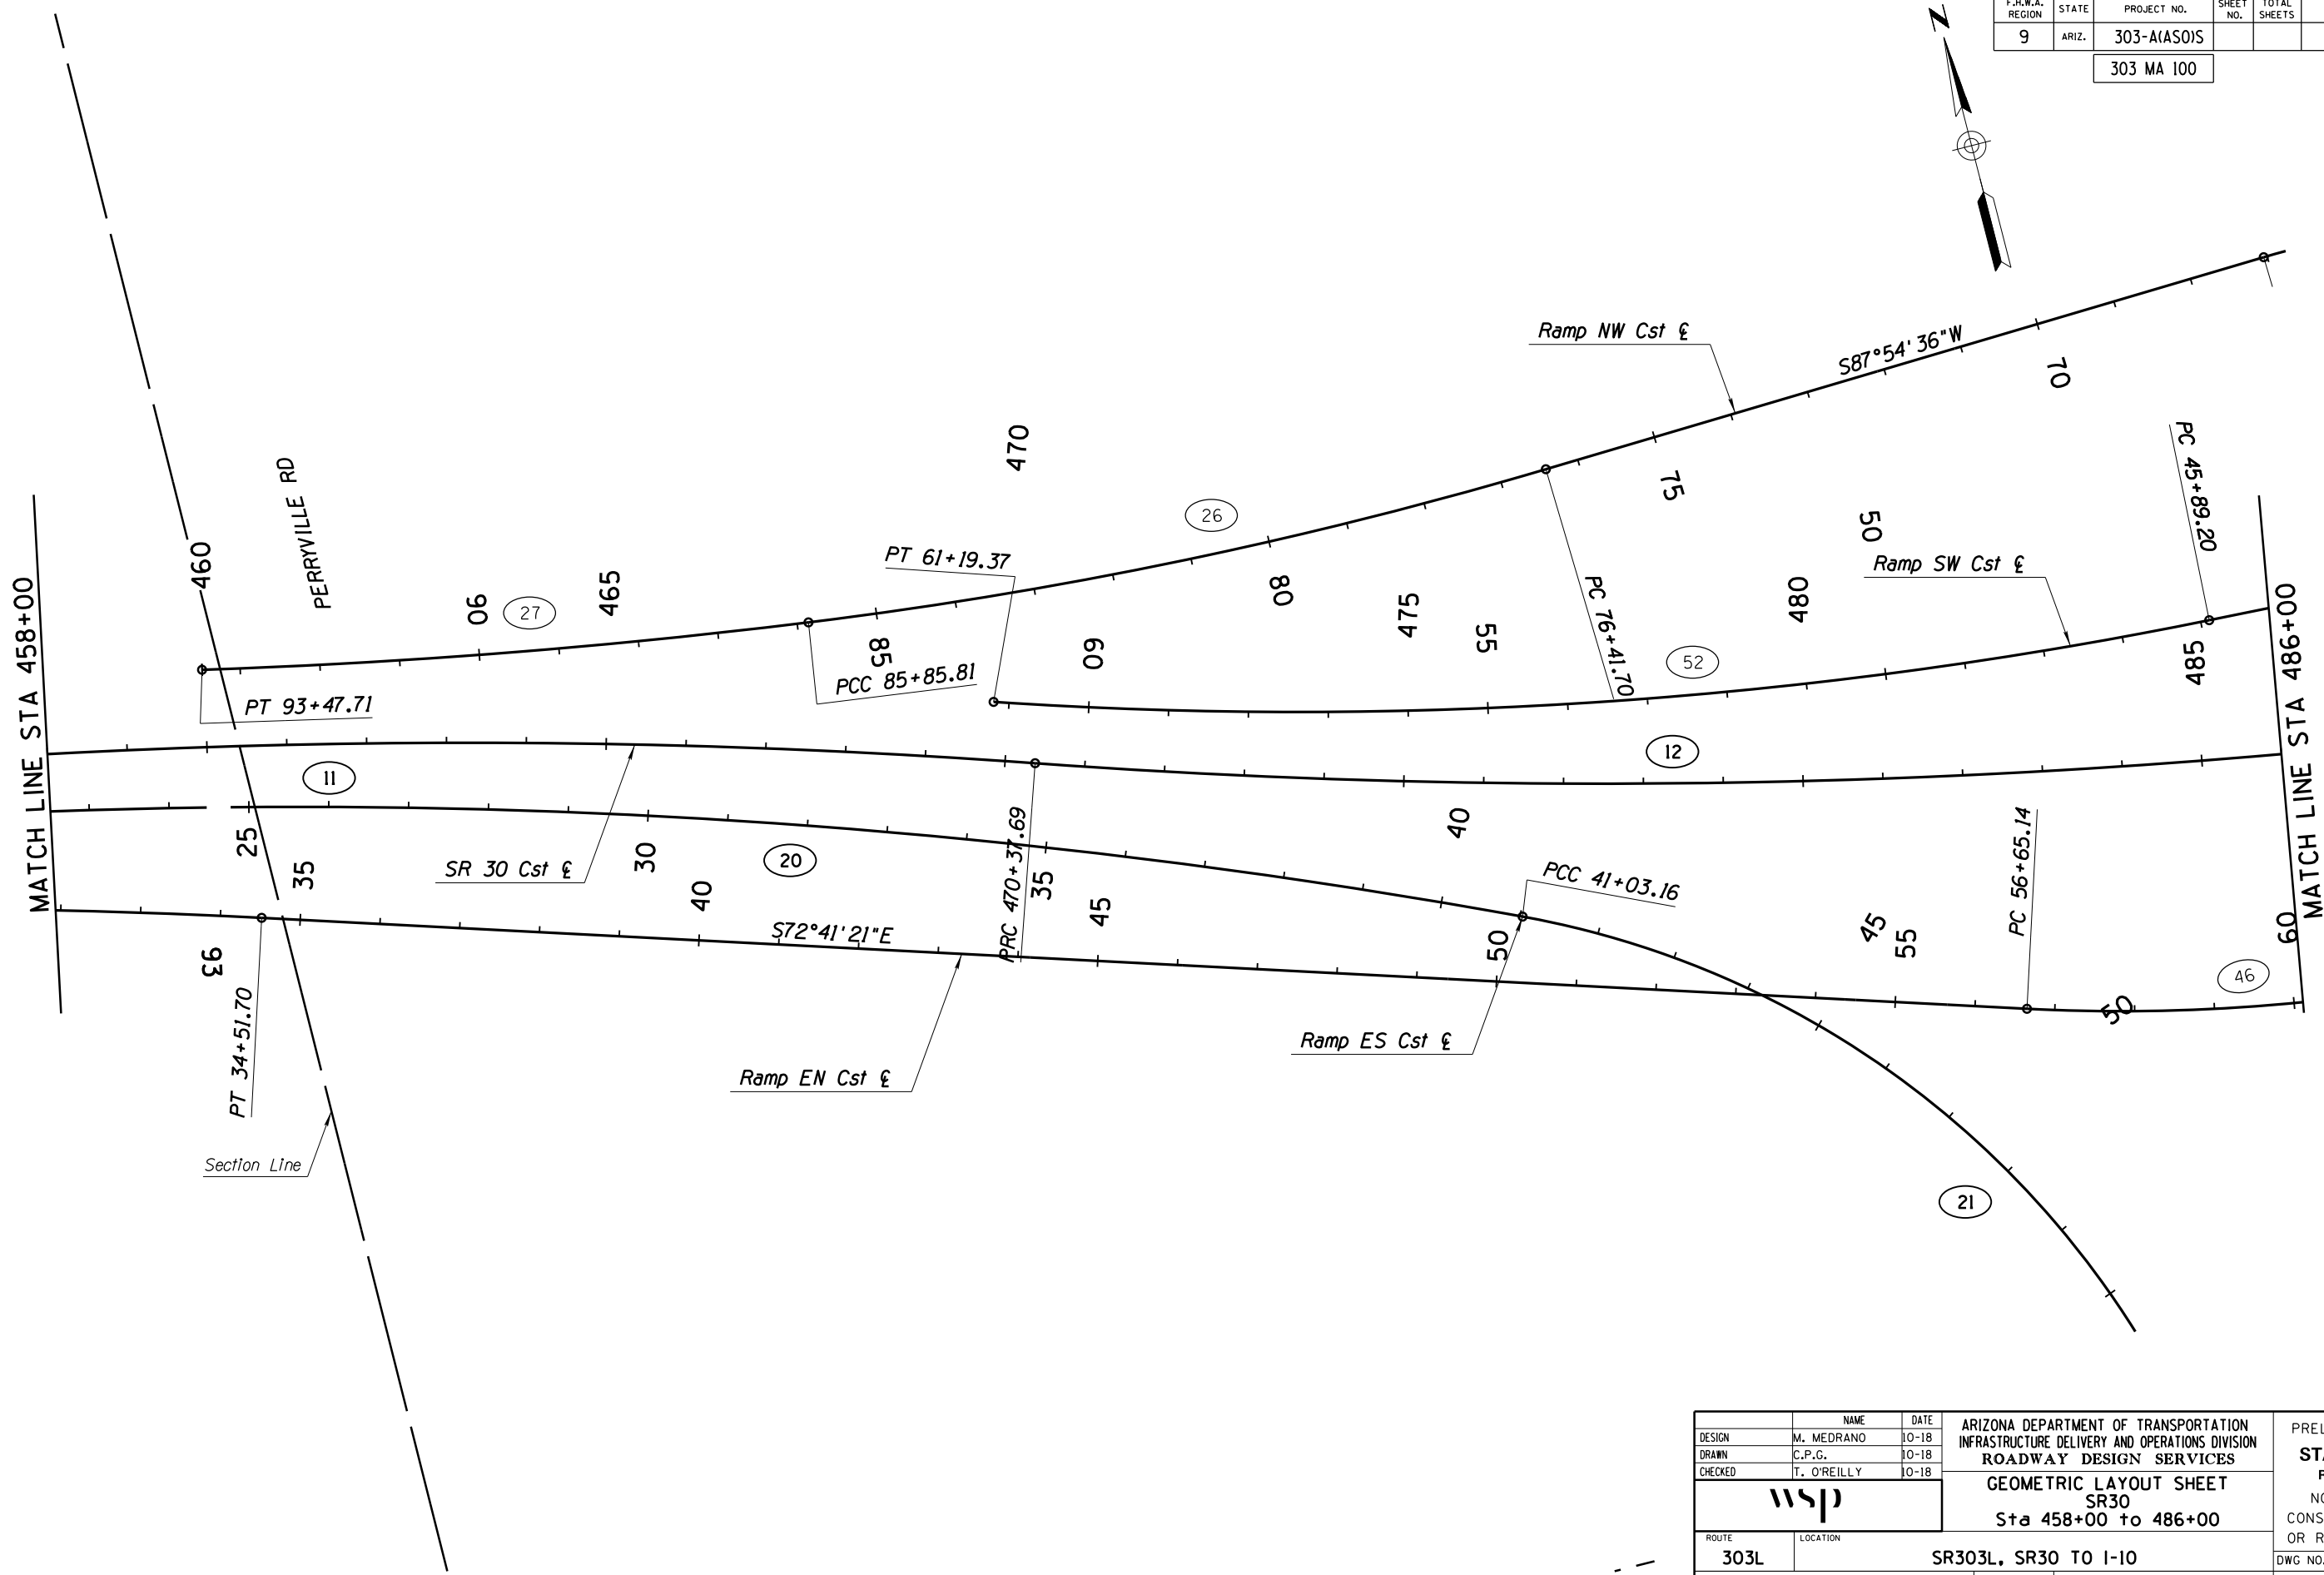 F.H.W.A. REGION STATE PROJECT NO. SHEET NO. TOTAL SHEETS
9 ARIZ. 303-A(ASO)S
303 MA 100
N
Ramp NW Cst ℄
S87°54'36"W
70
PC 45+89.20
470
75
26
50
PERRYVILLE RD
460
PT 61+19.37
Ramp SW Cst ℄
465
90
27
80
475
480
PC 76+41.70
MATCH LINE STA 458+00
85
60
55
52
485
MATCH LINE STA 486+00
PCC 85+85.81
PT 93+47.71
12
11
25
30
SR 30 Cst ℄
20
PRC 470+37.69
40
35
35
40
45
PCC 41+03.16
PC 56+65.14
S72°41'21"E
50
45
55
60
93
46
PT 34+51.70
50
Ramp ES Cst ℄
Ramp EN Cst ℄
Section Line
21
NAME DATE
DESIGN M. MEDRANO 10-18
DRAWN C.P.G. 10-18
CHECKED T. O'REILLY 10-18
wsp
ARIZONA DEPARTMENT OF TRANSPORTATION
INFRASTRUCTURE DELIVERY AND OPERATIONS DIVISION
ROADWAY DESIGN SERVICES
GEOMETRIC LAYOUT SHEET
SR30
Sta 458+00 to 486+00
ROUTE LOCATION
303L SR303L, SR30 TO I-10
OR R
DWG NO.